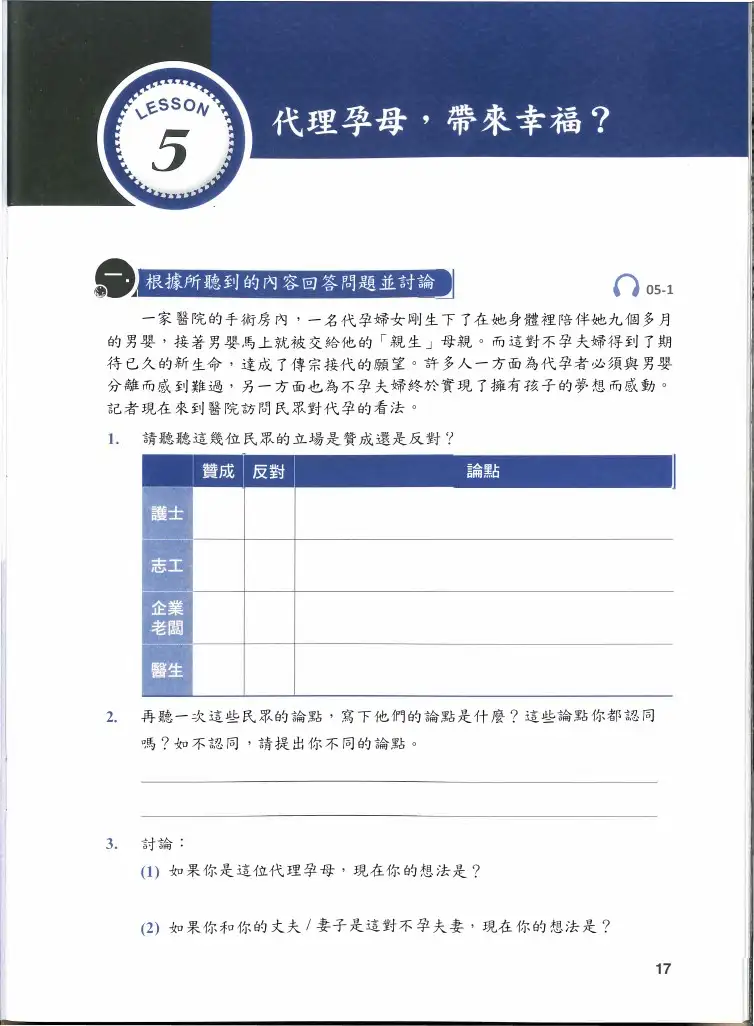 LESSON
5
代理孕母，帶來幸福？
一. 根據所聽到的內容回答問題並討論
05-1
一家醫院的手術房內，一名代孕婦女剛生下了在她身體裡陪伴她九個多月
的男嬰，接著男嬰馬上就被交給他的「親生」母親。而這對不孕夫婦得到了期
待已久的新生命，達成了傳宗接代的願望。許多人一方面為代孕者必須與男嬰
分離而感到難過，另一方面也為不孕夫婦終於實現了擁有孩子的夢想而感動。
記者現在來到醫院訪問民眾對代孕的看法。
1. 請聽聽這幾位民眾的立場是贊成還是反對？
贊成 反對 論點
護士
志工
企業
老闆
醫生
2. 再聽一次這些民眾的論點，寫下他們的論點是什麼？這些論點你都認同
嗎？如不認同，請提出你不同的論點。
3. 討論：
(1) 如果你是這位代理孕母，現在你的想法是？
(2) 如果你和你的丈夫/妻子是這對不孕夫妻，現在你的想法是？
17